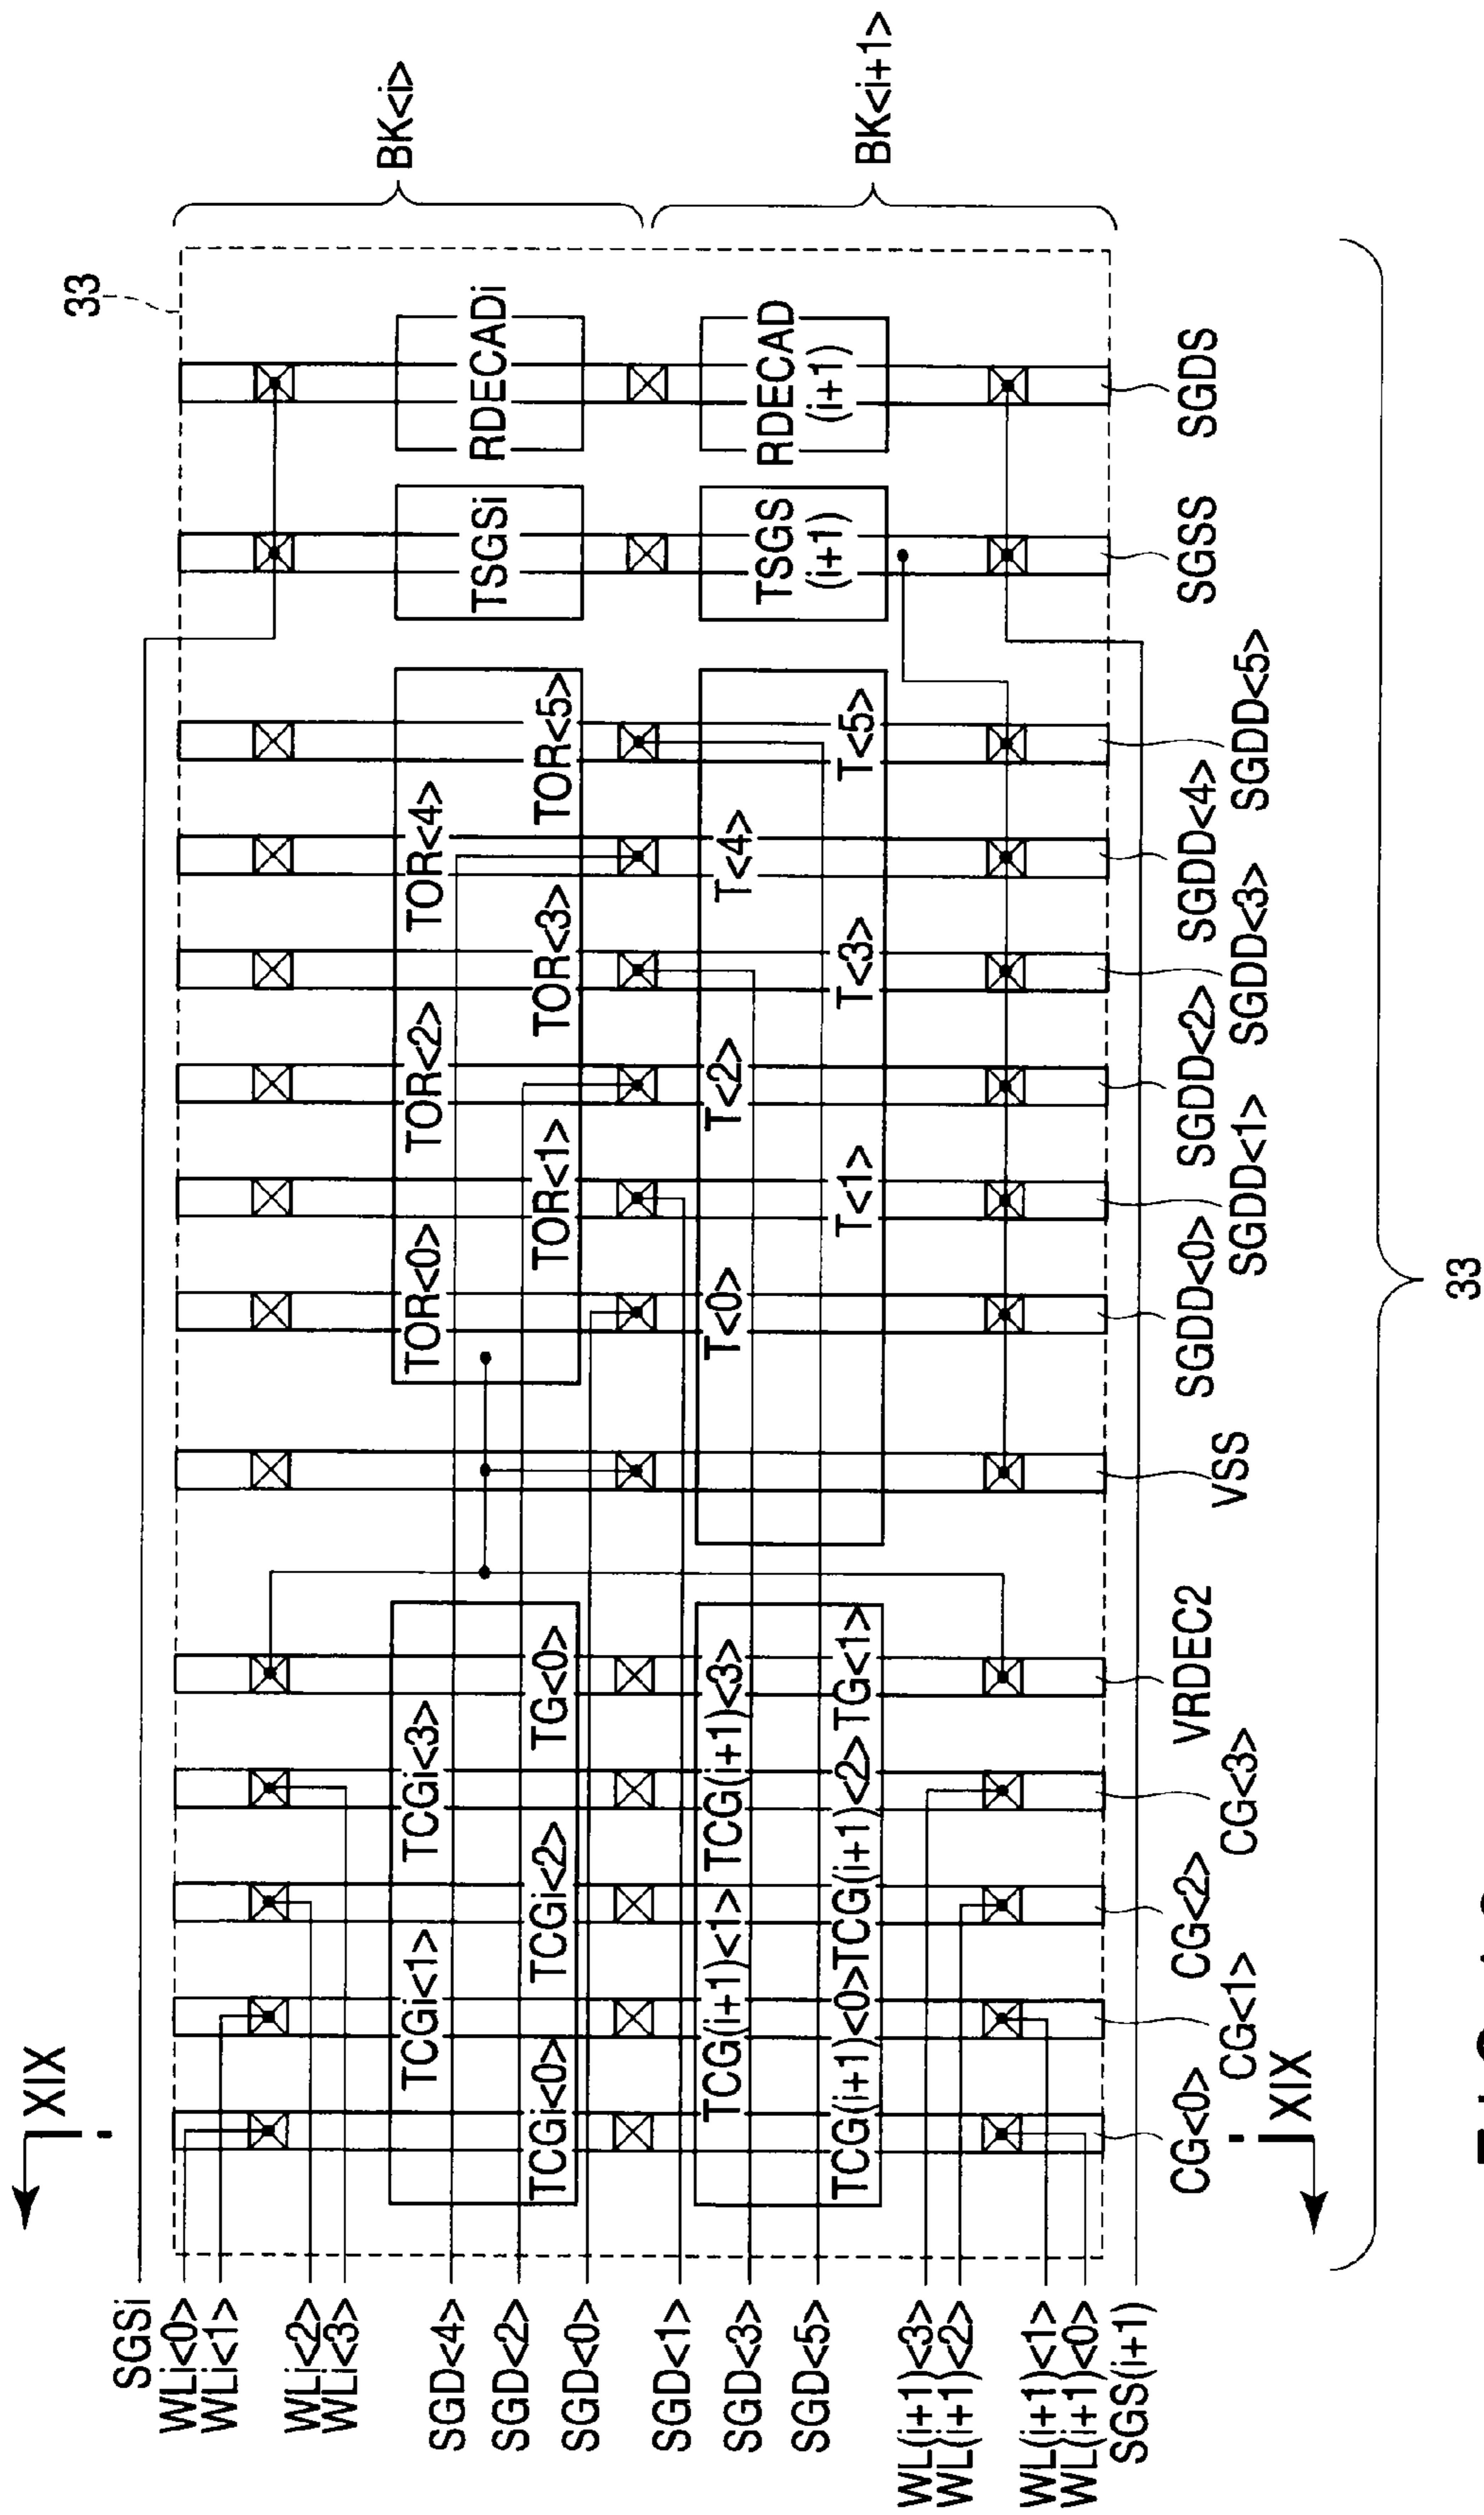 33
BK<i>
BK<i+1>
XIX
SGSi
WLi<0>
WLi<1>
WLi<2>
WLi<3>
SGD<4>
SGD<2>
SGD<0>
SGD<1>
SGD<3>
SGD<5>
WL(i+1)<3>
WL(i+1)<2>
WL(i+1)<1>
WL(i+1)<0>
SGS(i+1)
TCGi<1> TCGi<3>
TCGi<0> TCGi<2> TG<0>
TOR<0> TOR<2> TOR<4>
TOR<1> TOR<3> TOR<5>
TSGSi
RDECADi
TCG(i+1)<1> TCG(i+1)<3>
TCG(i+1)<0>TCG(i+1)<2>TG<1>
T<0> T<2> T<4>
T<1> T<3> T<5>
TSGS
(i+1)
RDECAD
(i+1)
CG<0>
CG<1>
CG<2>
CG<3>
VRDEC2
VSS
SGDD<0>
SGDD<1>
SGDD<2>
SGDD<3>
SGDD<4>
SGDD<5>
SGSS
SGDS
XIX
33